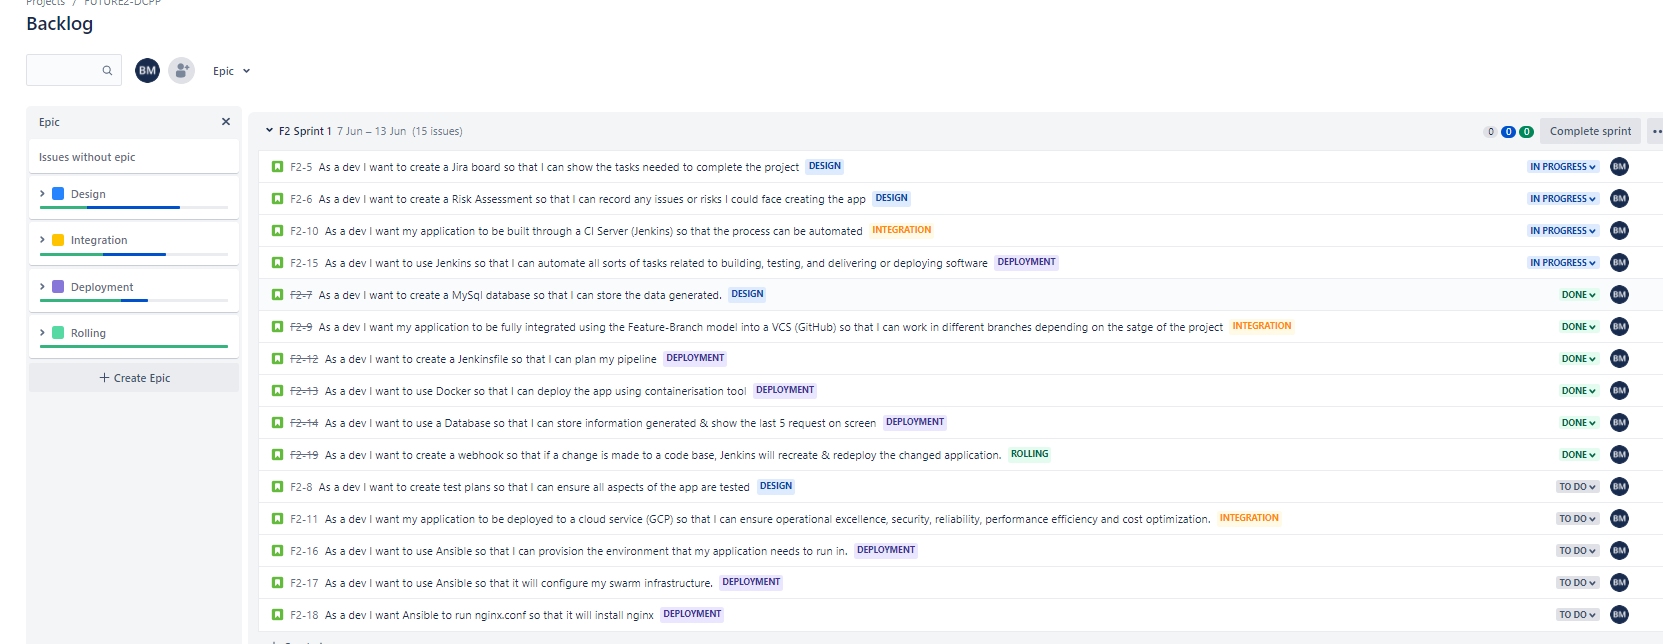 Projects / FUTURE2-DCPP
Backlog
BM
Epic
Epic
Issues without epic
Design
Integration
Deployment
Rolling
+ Create Epic
F2 Sprint 1 7 Jun – 13 Jun (15 issues) 0 0 0 Complete sprint
F2-5 As a dev I want to create a Jira board so that I can show the tasks needed to complete the project DESIGN IN PROGRESS BM
F2-6 As a dev I want to create a Risk Assessment so that I can record any issues or risks I could face creating the app DESIGN IN PROGRESS BM
F2-10 As a dev I want my application to be built through a CI Server (Jenkins) so that the process can be automated INTEGRATION IN PROGRESS BM
F2-15 As a dev I want to use Jenkins so that I can automate all sorts of tasks related to building, testing, and delivering or deploying software DEPLOYMENT IN PROGRESS BM
F2-7 As a dev I want to create a MySql database so that I can store the data generated. DESIGN DONE BM
F2-9 As a dev I want my application to be fully integrated using the Feature-Branch model into a VCS (GitHub) so that I can work in different branches depending on the satge of the project INTEGRATION DONE BM
F2-12 As a dev I want to create a Jenkinsfile so that I can plan my pipeline DEPLOYMENT DONE BM
F2-13 As a dev I want to use Docker so that I can deploy the app using containerisation tool DEPLOYMENT DONE BM
F2-14 As a dev I want to use a Database so that I can store information generated & show the last 5 request on screen DEPLOYMENT DONE BM
F2-19 As a dev I want to create a webhook so that if a change is made to a code base, Jenkins will recreate & redeploy the changed application. ROLLING DONE BM
F2-8 As a dev I want to create test plans so that I can ensure all aspects of the app are tested DESIGN TO DO BM
F2-11 As a dev I want my application to be deployed to a cloud service (GCP) so that I can ensure operational excellence, security, reliability, performance efficiency and cost optimization. INTEGRATION TO DO BM
F2-16 As a dev I want to use Ansible so that I can provision the environment that my application needs to run in. DEPLOYMENT TO DO BM
F2-17 As a dev I want to use Ansible so that it will configure my swarm infrastructure. DEPLOYMENT TO DO BM
F2-18 As a dev I want Ansible to run nginx.conf so that it will install nginx DEPLOYMENT TO DO BM